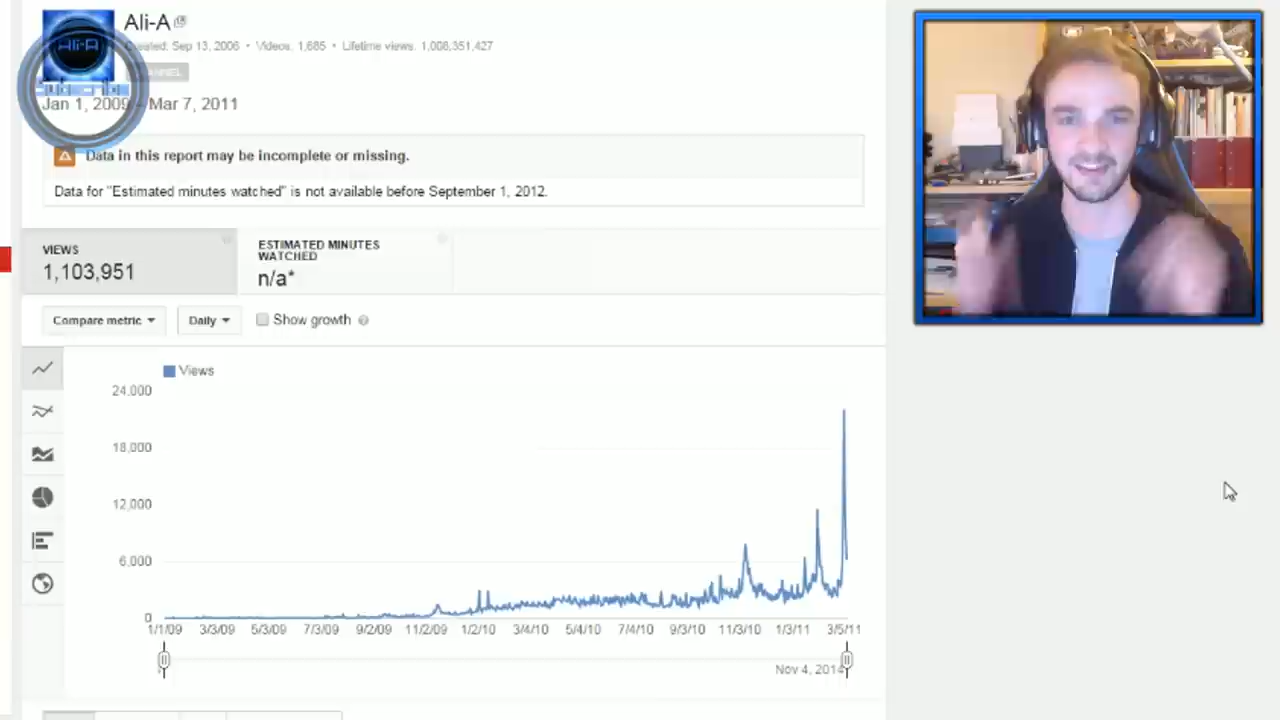 Ali-A
Ali-A
Created: Sep 13, 2006 • Videos: 1,685 • Lifetime views: 1,008,351,427
Jan 1, 2009 - Mar 7, 2011
Data in this report may be incomplete or missing.
Data for "Estimated minutes watched" is not available before September 1, 2012.
VIEWS
1,103,951
ESTIMATED MINUTES
WATCHED
n/a*
Compare metric
Daily
Show growth
Views
24,000
18,000
12,000
6,000
0
1/1/09 3/3/09 5/3/09 7/3/09 9/2/09 11/2/09 1/2/10 3/4/10 5/4/10 7/4/10 9/3/10 11/3/10 1/3/11 3/5/11
Nov 4, 2014